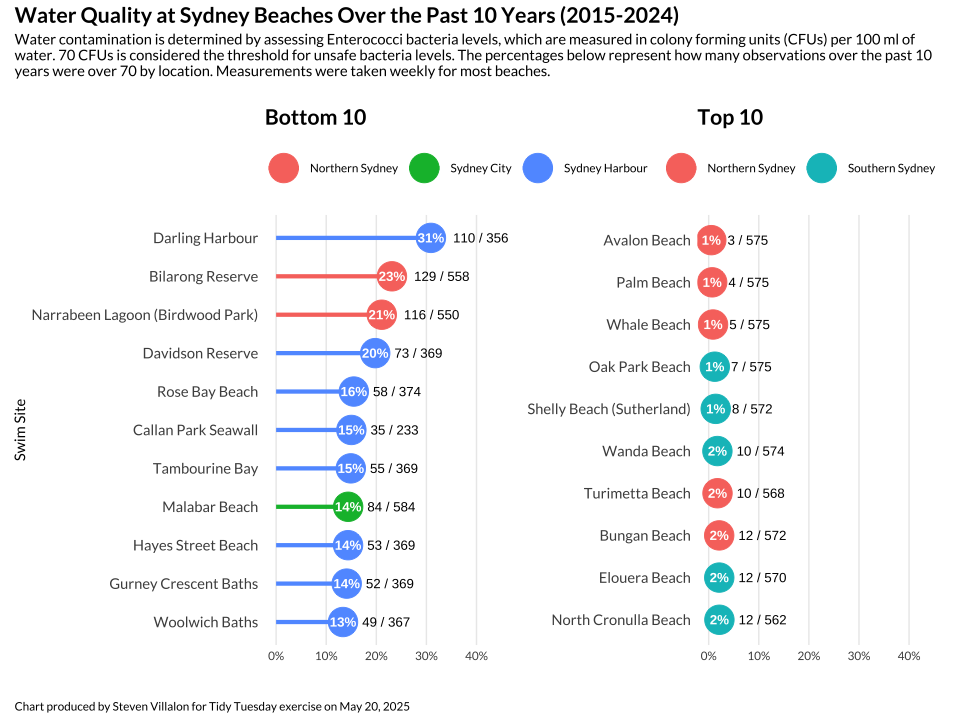 Water Quality at Sydney Beaches Over the Past 10 Years (2015-2024)
Water contamination is determined by assessing Enterococci bacteria levels, which are measured in colony forming units (CFUs) per 100 ml of
water. 70 CFUs is considered the threshold for unsafe bacteria levels. The percentages below represent how many observations over the past 10
years were over 70 by location. Measurements were taken weekly for most beaches.
Bottom 10
Northern Sydney Sydney City Sydney Harbour
Swim Site
Darling Harbour 31% 110 / 356
Bilarong Reserve 23% 129 / 558
Narrabeen Lagoon (Birdwood Park) 21% 116 / 550
Davidson Reserve 20% 73 / 369
Rose Bay Beach 16% 58 / 374
Callan Park Seawall 15% 35 / 233
Tambourine Bay 15% 55 / 369
Malabar Beach 14% 84 / 584
Hayes Street Beach 14% 53 / 369
Gurney Crescent Baths 14% 52 / 369
Woolwich Baths 13% 49 / 367
0% 10% 20% 30% 40%
Top 10
Northern Sydney Southern Sydney
Avalon Beach 1% 3 / 575
Palm Beach 1% 4 / 575
Whale Beach 1% 5 / 575
Oak Park Beach 1% 7 / 575
Shelly Beach (Sutherland) 1% 8 / 572
Wanda Beach 2% 10 / 574
Turimetta Beach 2% 10 / 568
Bungan Beach 2% 12 / 572
Elouera Beach 2% 12 / 570
North Cronulla Beach 2% 12 / 562
0% 10% 20% 30% 40%
Chart produced by Steven Villalon for Tidy Tuesday exercise on May 20, 2025